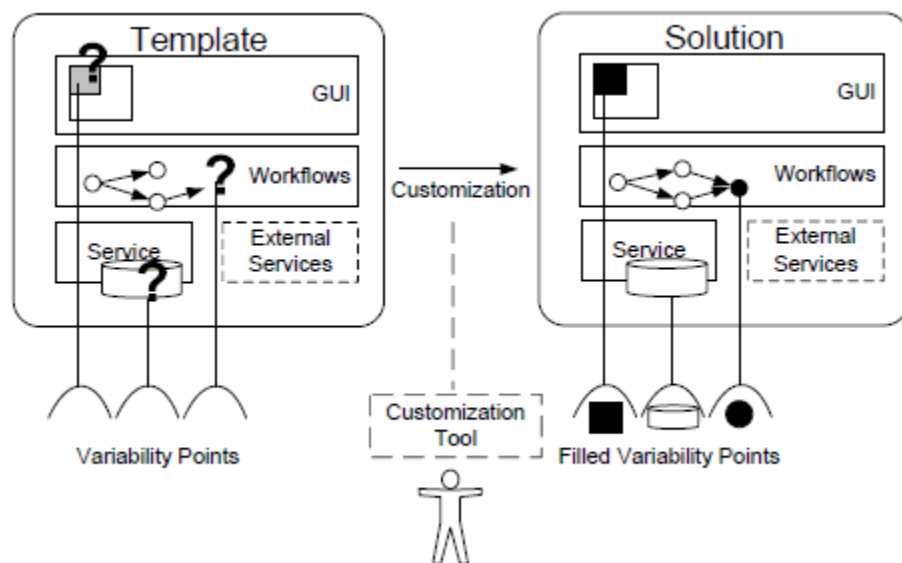 Template
?
GUI
?
Workflows
Service
?
External
Services
Variability Points
Customization
Customization
Tool
Solution
GUI
Workflows
Service
External
Services
Filled Variability Points